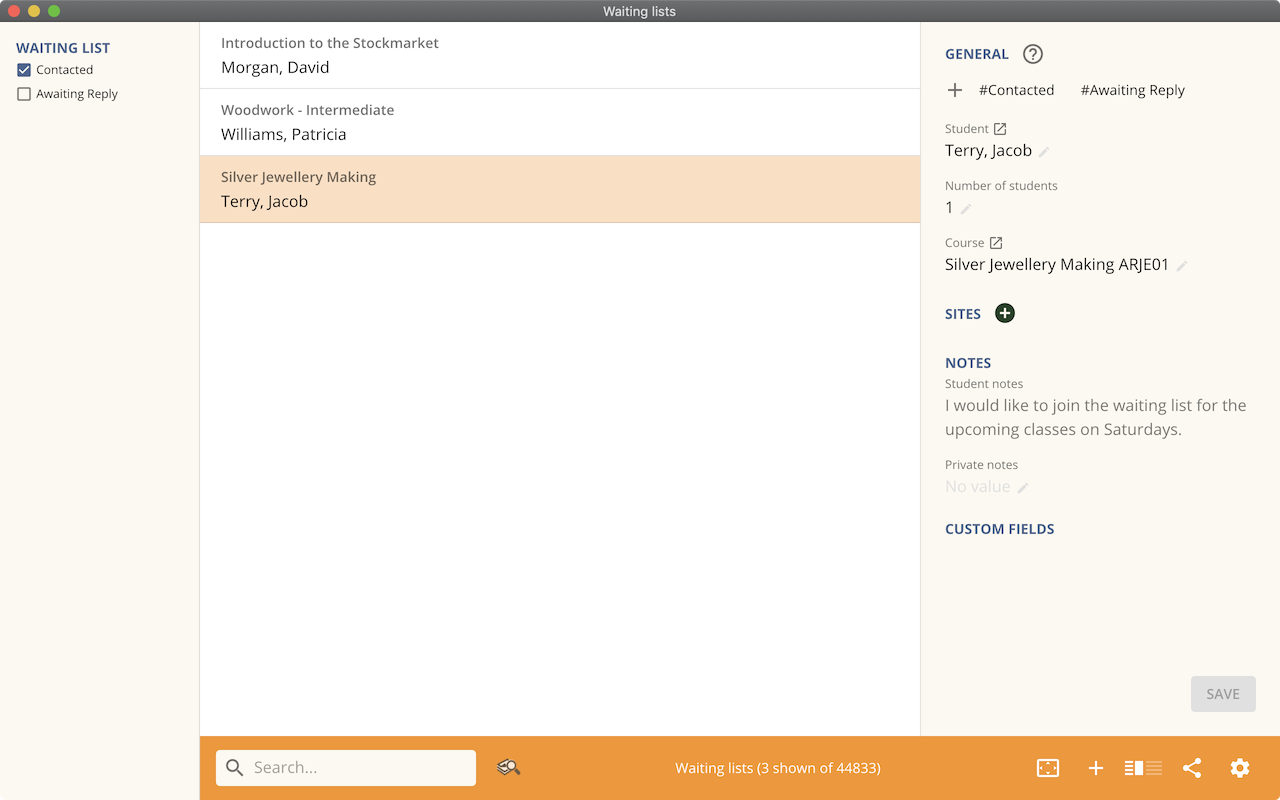 Waiting lists
WAITING LIST
Contacted
Awaiting Reply
Introduction to the Stockmarket
Morgan, David
Woodwork - Intermediate
Williams, Patricia
Silver Jewellery Making
Terry, Jacob
GENERAL
#Contacted #Awaiting Reply
Student
Terry, Jacob
Number of students
1
Course
Silver Jewellery Making ARJE01
SITES
NOTES
Student notes
I would like to join the waiting list for the
upcoming classes on Saturdays.
Private notes
No value
CUSTOM FIELDS
SAVE
Search...
Waiting lists (3 shown of 44833)